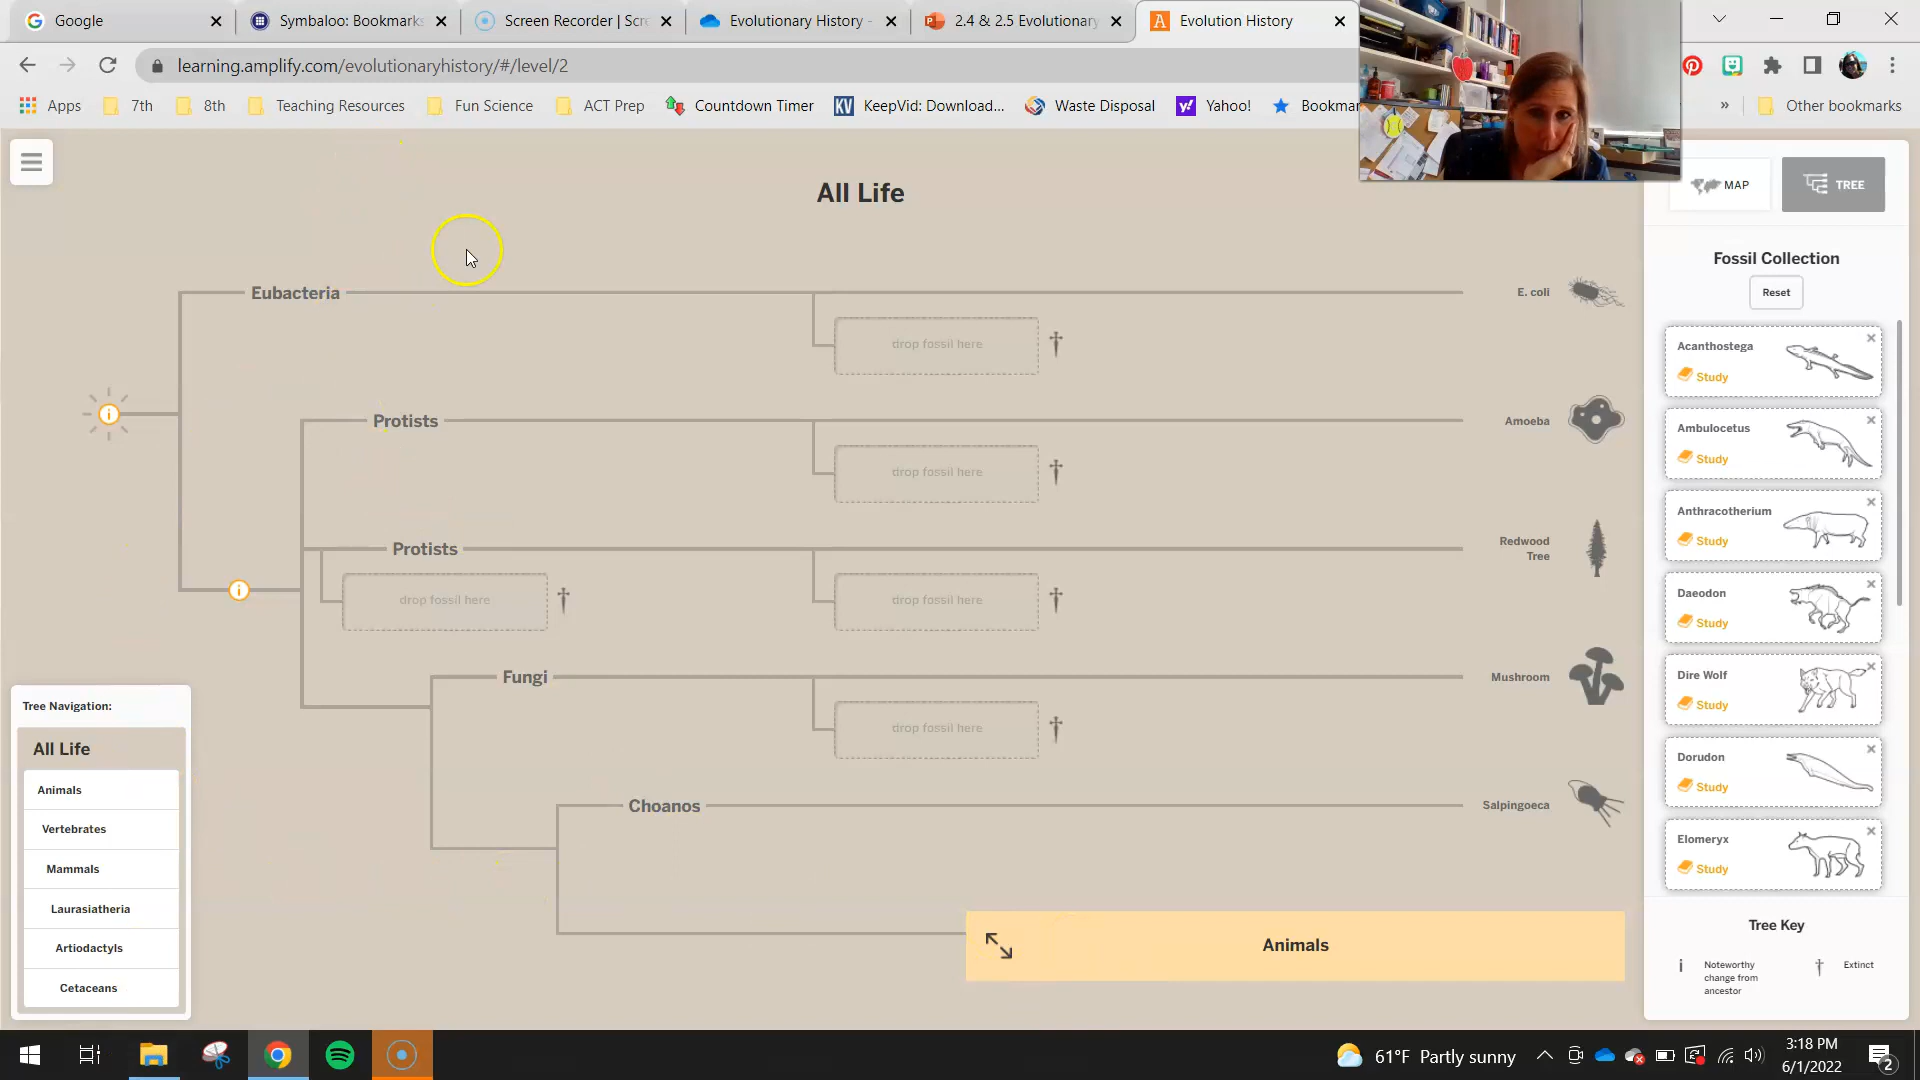 Google
Symbaloo: Bookmarks
Screen Recorder | Scr
Evolutionary History -
2.4 & 2.5 Evolutionary
Evolution History
learning.amplify.com/evolutionaryhistory/#/level/2
Apps
7th
8th
Teaching Resources
Fun Science
ACT Prep
Countdown Timer
KV KeepVid: Download...
Waste Disposal
Yahoo!
Bookmar
»
Other bookmarks
All Life
MAP
TREE
Eubacteria
E. coli
drop fossil here †
Protists
Amoeba
drop fossil here †
Protists
Redwood
Tree
drop fossil here †
drop fossil here †
Fungi
Mushroom
drop fossil here †
Choanos
Salpingoeca
Animals
Tree Navigation:
All Life
Animals
Vertebrates
Mammals
Laurasiatheria
Artiodactyls
Cetaceans
Fossil Collection
Reset
Acanthostega
Study
Ambulocetus
Study
Anthracotherium
Study
Daeodon
Study
Dire Wolf
Study
Dorudon
Study
Elomeryx
Study
Tree Key
i Noteworthy
change from
ancestor
† Extinct
61°F Partly sunny
3:18 PM
6/1/2022
2